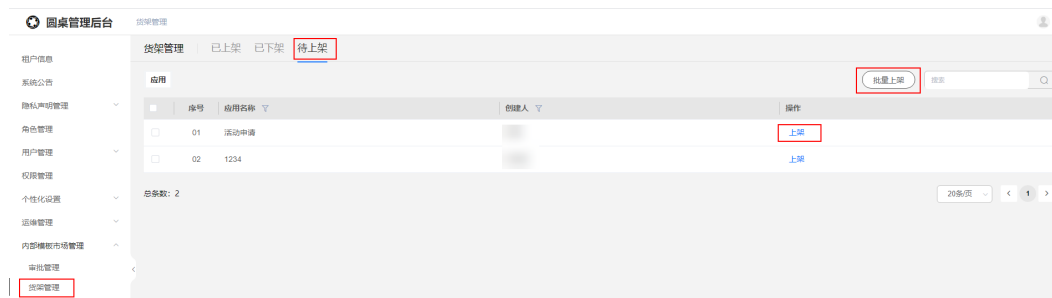 圆桌管理后台 货架管理
租户信息
系统公告
隐私声明管理
角色管理
用户管理
权限管理
个性化设置
运维管理
内部模板市场管理
审批管理
货架管理
货架管理 已上架 已下架 待上架
应用 批量上架 搜索
序号 应用名称 创建人 操作
01 活动申请 上架
02 1234 上架
总条数: 2 20条/页 1